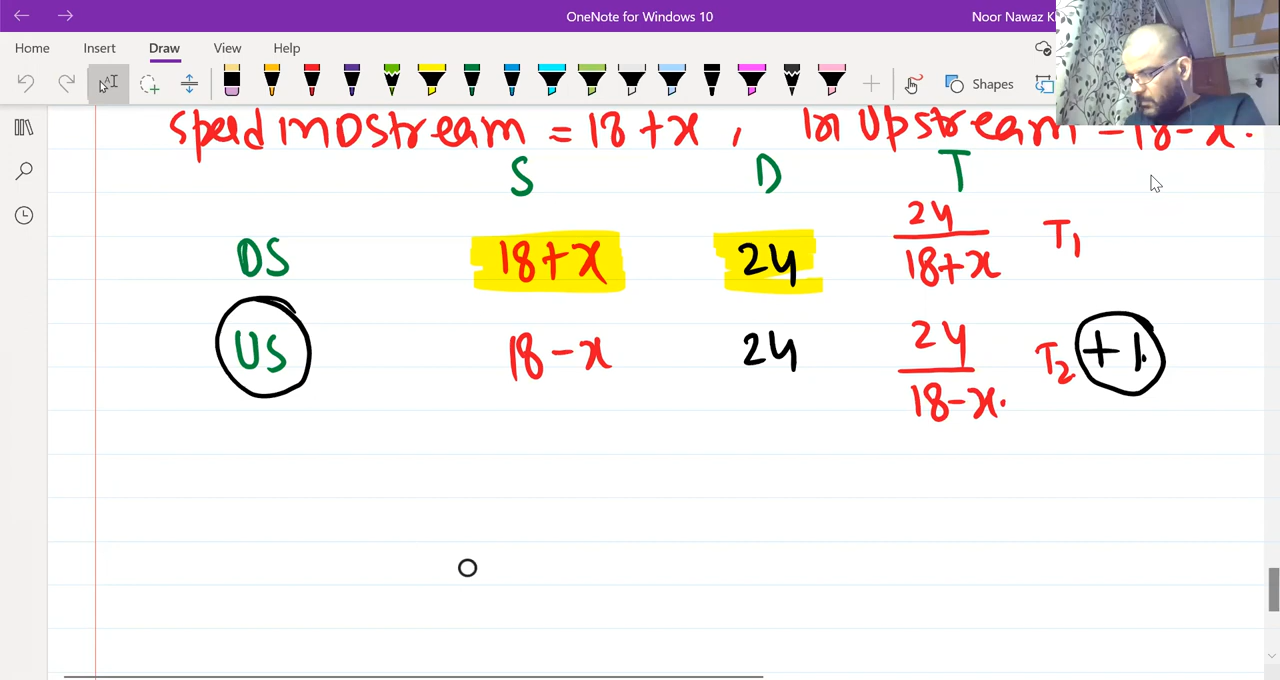 OneNote for Windows 10
Noor Nawaz K
Home Insert Draw View Help
Shapes
Speed in Dstream = 18+x, In Upstream = 18-x.
S D T
DS 18+x 24 24/18+x T1
US 18-x 24 24/18-x. T2 +1.